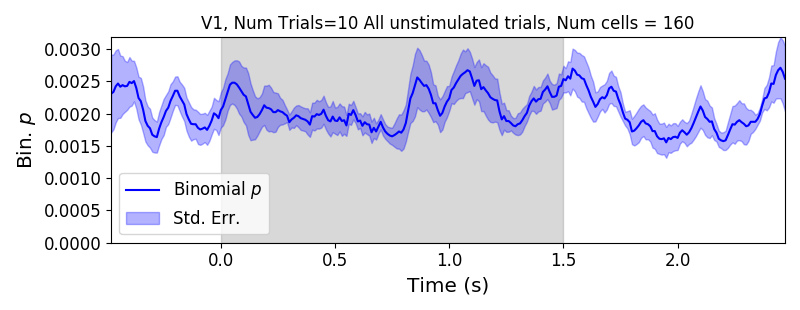 V1, Num Trials=10 All unstimulated trials, Num cells = 160
0.0030
0.0025
0.0020
0.0015
0.0010
0.0005
0.0000
Bin. p
Binomial p
Std. Err.
0.0 0.5 1.0 1.5 2.0
Time (s)